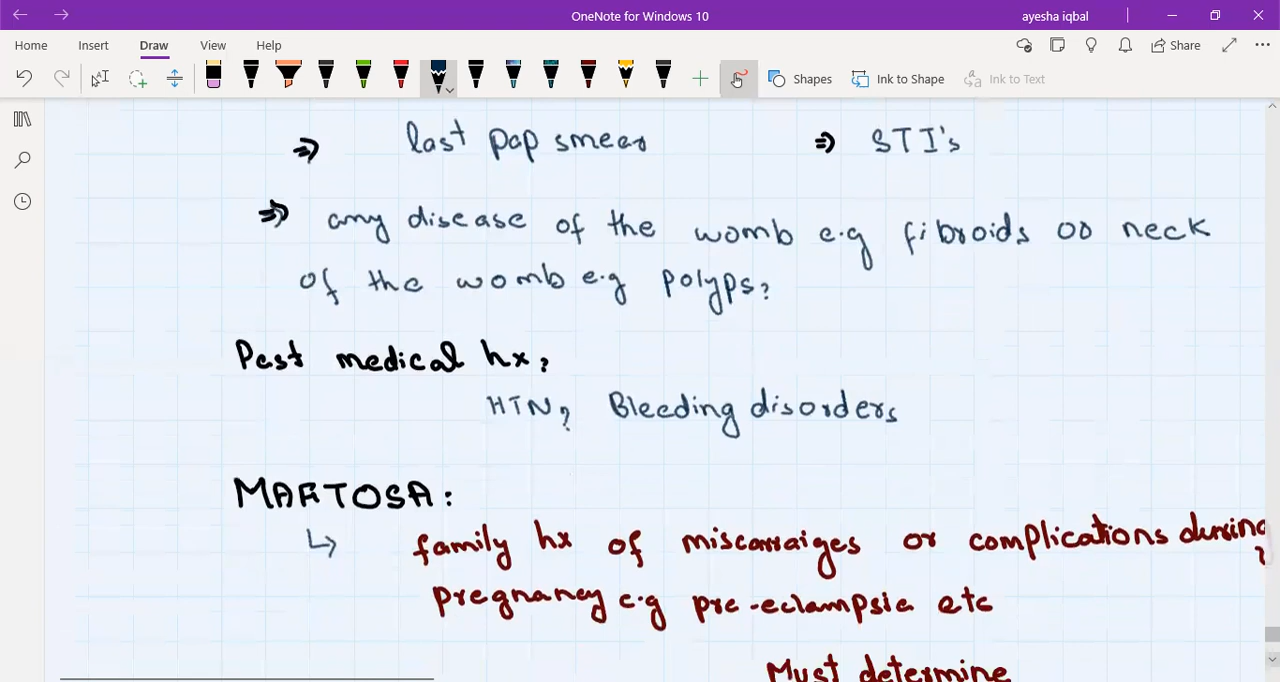 OneNote for Windows 10
ayesha iqbal
Home Insert Draw View Help
Share
Shapes Ink to Shape Ink to Text
⇒ last pap smear ⇒ STI's
⇒ any disease of the womb e.g fibroids or neck
of the womb e.g polyps?
Past medical hx?
HTN? Bleeding disorders
MAFTOSA:
↳ family hx of miscarraiges or complications during
pregnancy e.g pre-eclampsia etc ?
Must determine